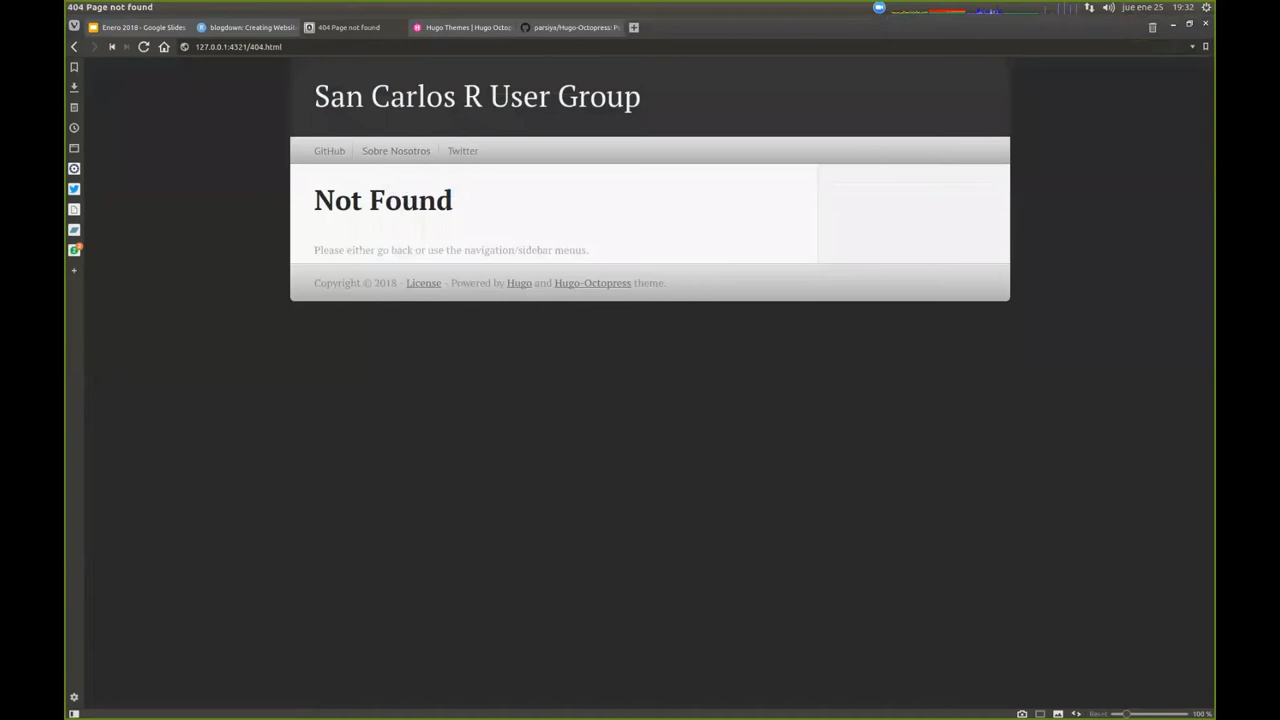 404 Page not found
jue ene 25 19:32
Enero 2018 - Google Slides
blogdown: Creating Websi
404 Page not found
Hugo Themes | Hugo Octo
parsiya/Hugo-Octopress: P
127.0.0.1:4321/404.html
San Carlos R User Group
GitHub
Sobre Nosotros
Twitter
Not Found
Please either go back or use the navigation/sidebar menus.
Copyright © 2018 - License - Powered by Hugo and Hugo-Octopress theme.
Reset
100 %